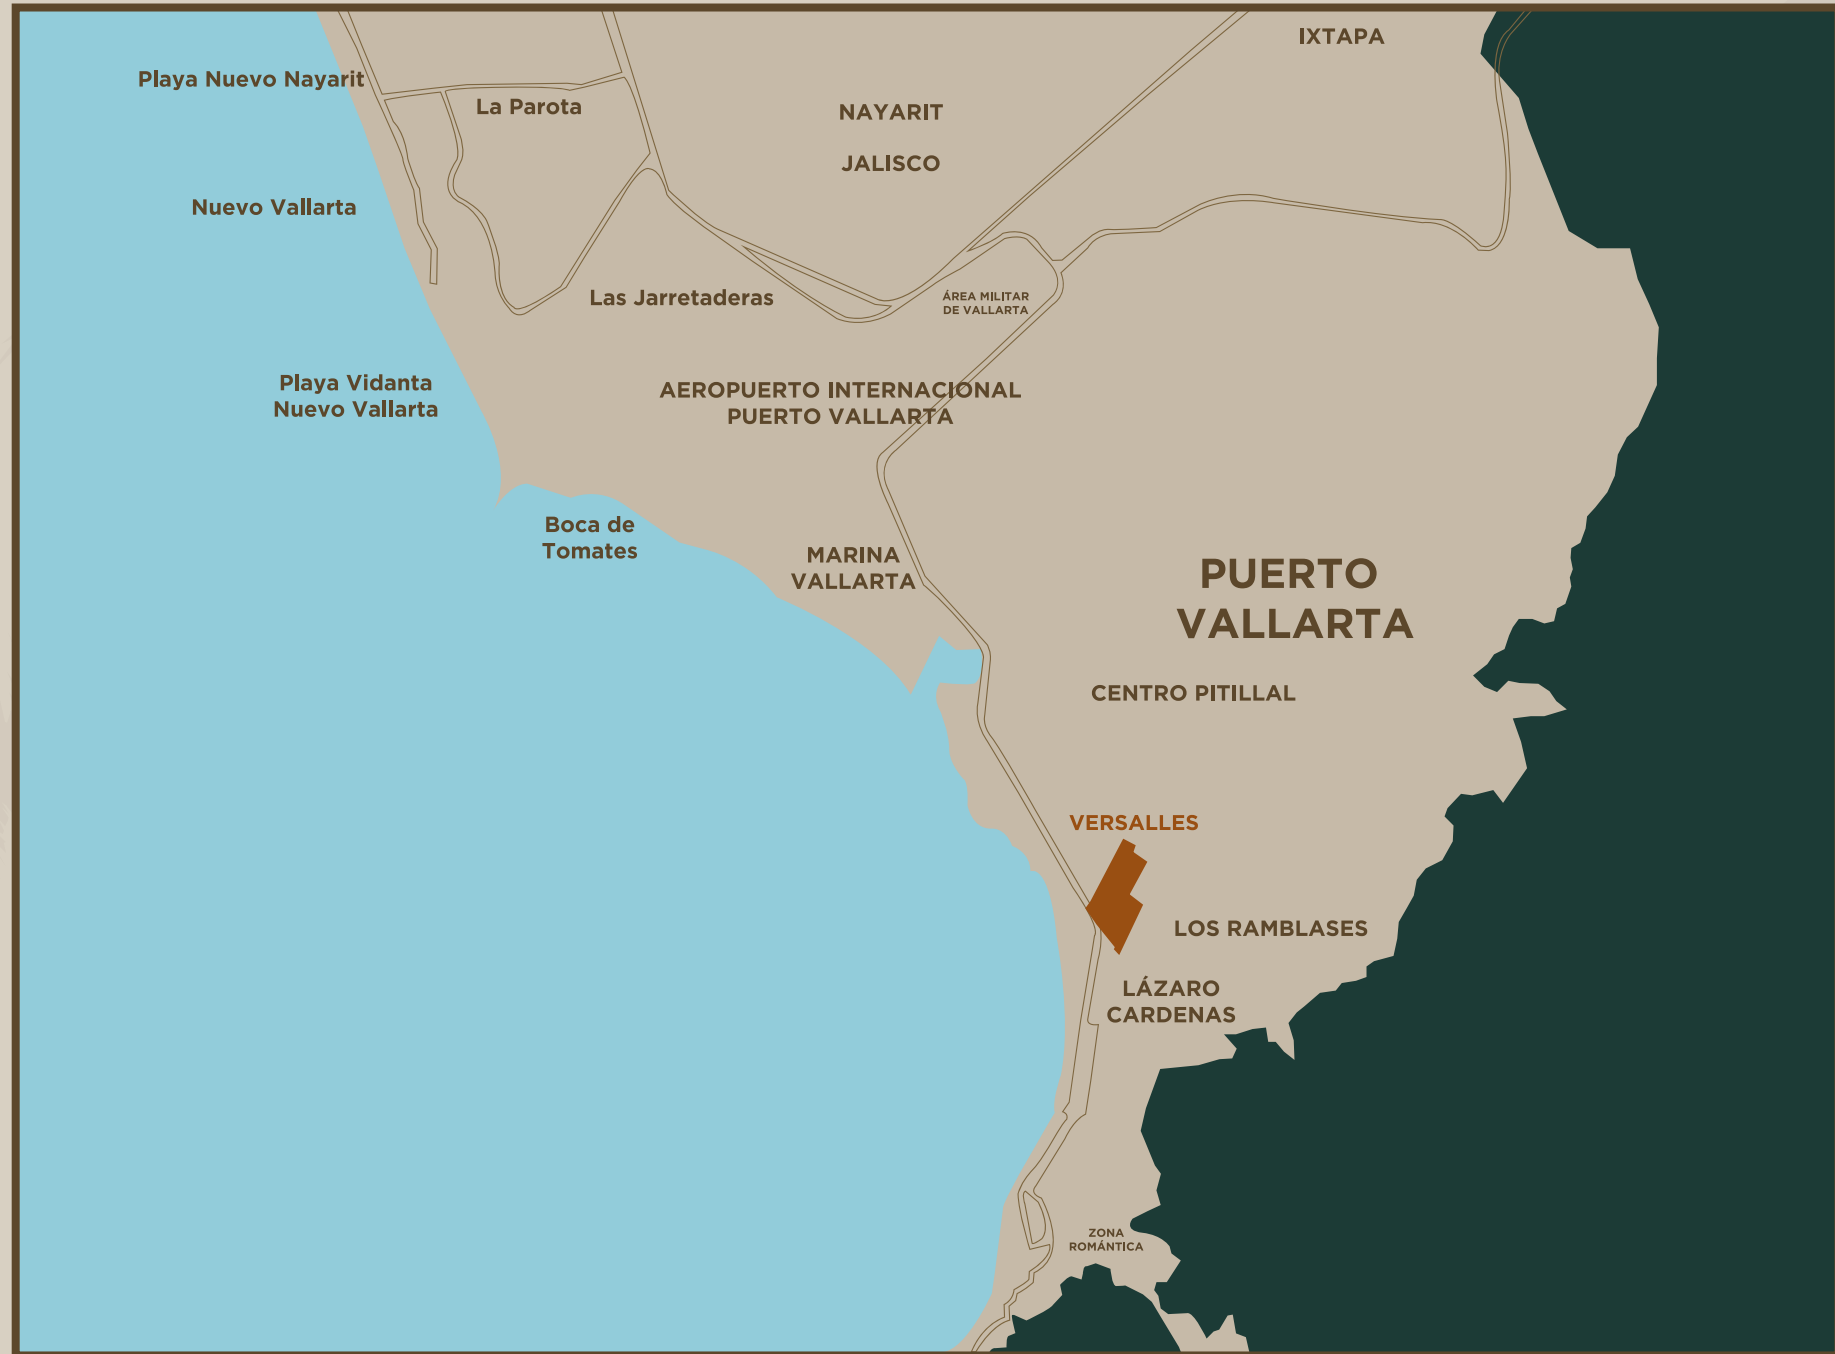 IXTAPA
Playa Nuevo Nayarit
La Parota
NAYARIT
JALISCO
Nuevo Vallarta
Las Jarretaderas
ÁREA MILITAR
DE VALLARTA
Playa Vidanta
Nuevo Vallarta
AEROPUERTO INTERNACIONAL
PUERTO VALLARTA
Boca de
Tomates
MARINA
VALLARTA
PUERTO
VALLARTA
CENTRO PITILLAL
VERSALLES
LOS RAMBLASES
LÁZARO
CARDENAS
ZONA
ROMÁNTICA